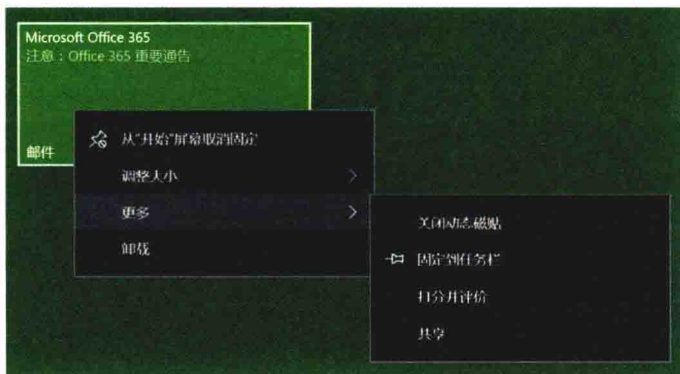 Microsoft Office 365
注意：Office 365 重要通告
邮件
从"开始"屏幕取消固定
调整大小
更多
卸载
关闭动态磁贴
固定到任务栏
打分并评价
共享